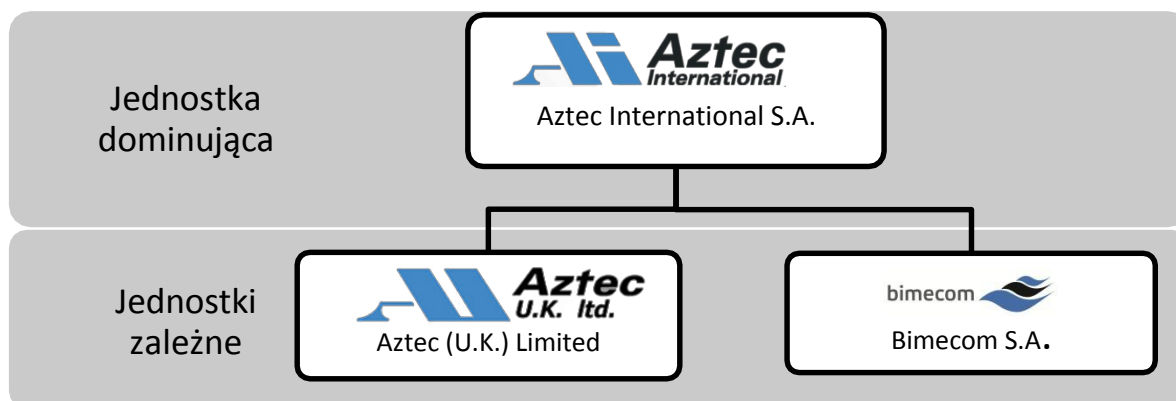 Jednostka
dominująca
Aztec
International
Aztec International S.A.
Jednostki
zależne
Aztec
U.K. ltd.
Aztec (U.K.) Limited
bimecom
Bimecom S.A.